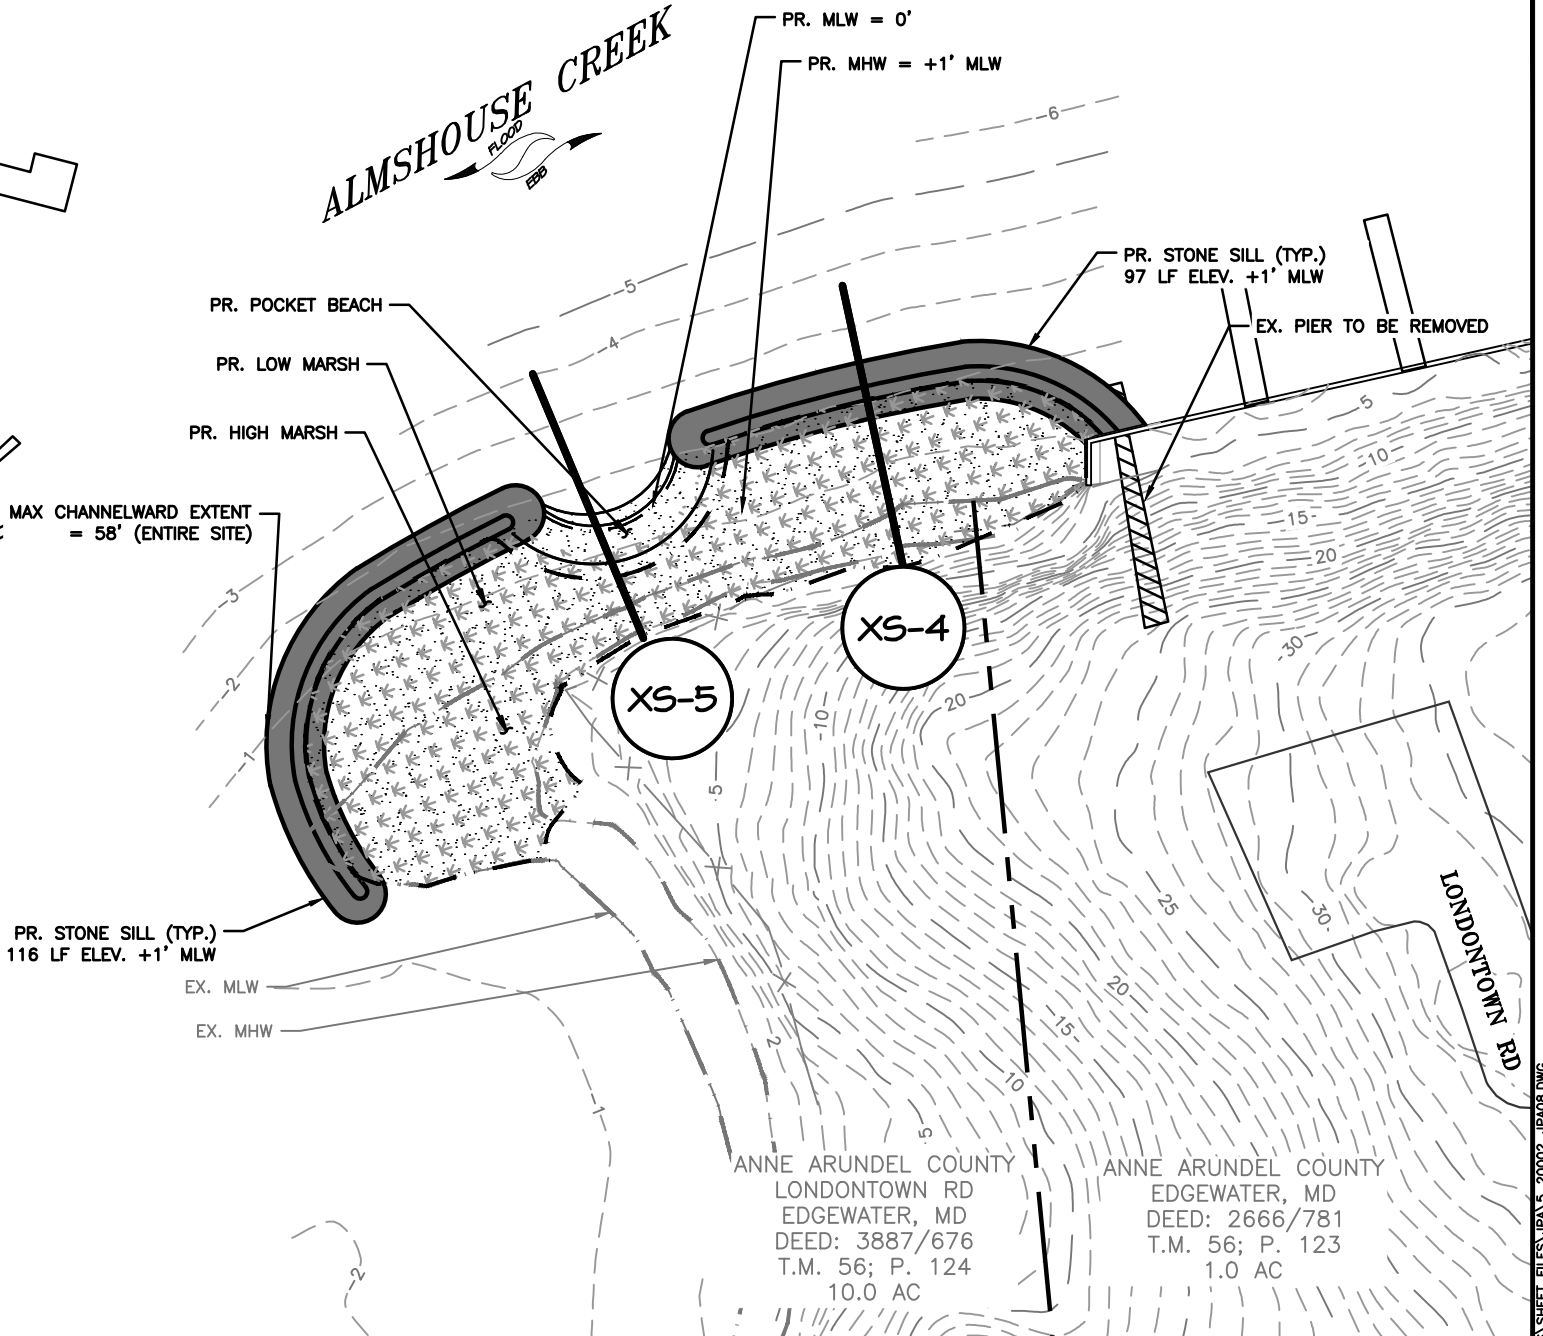 PR. MLW = 0'
PR. MHW = +1' MLW
ALMSHOUSE CREEK
FLOOD
EBB
-6
-5
-4
PR. STONE SILL (TYP.)
97 LF ELEV. +1' MLW
EX. PIER TO BE REMOVED
PR. POCKET BEACH
PR. LOW MARSH
PR. HIGH MARSH
MAX CHANNELWARD EXTENT
= 58' (ENTIRE SITE)
-3
-2
-1
5
-10
-15
20
-30
XS-4
XS-5
20
-10
5
25
30
20
15
10
5
2
LONDONTOWN RD
PR. STONE SILL (TYP.)
116 LF ELEV. +1' MLW
EX. MLW
EX. MHW
-1
-2
ANNE ARUNDEL COUNTY
LONDONTOWN RD
EDGEWATER, MD
DEED: 3887/676
T.M. 56; P. 124
10.0 AC
ANNE ARUNDEL COUNTY
EDGEWATER, MD
DEED: 2666/781
T.M. 56; P. 123
1.0 AC